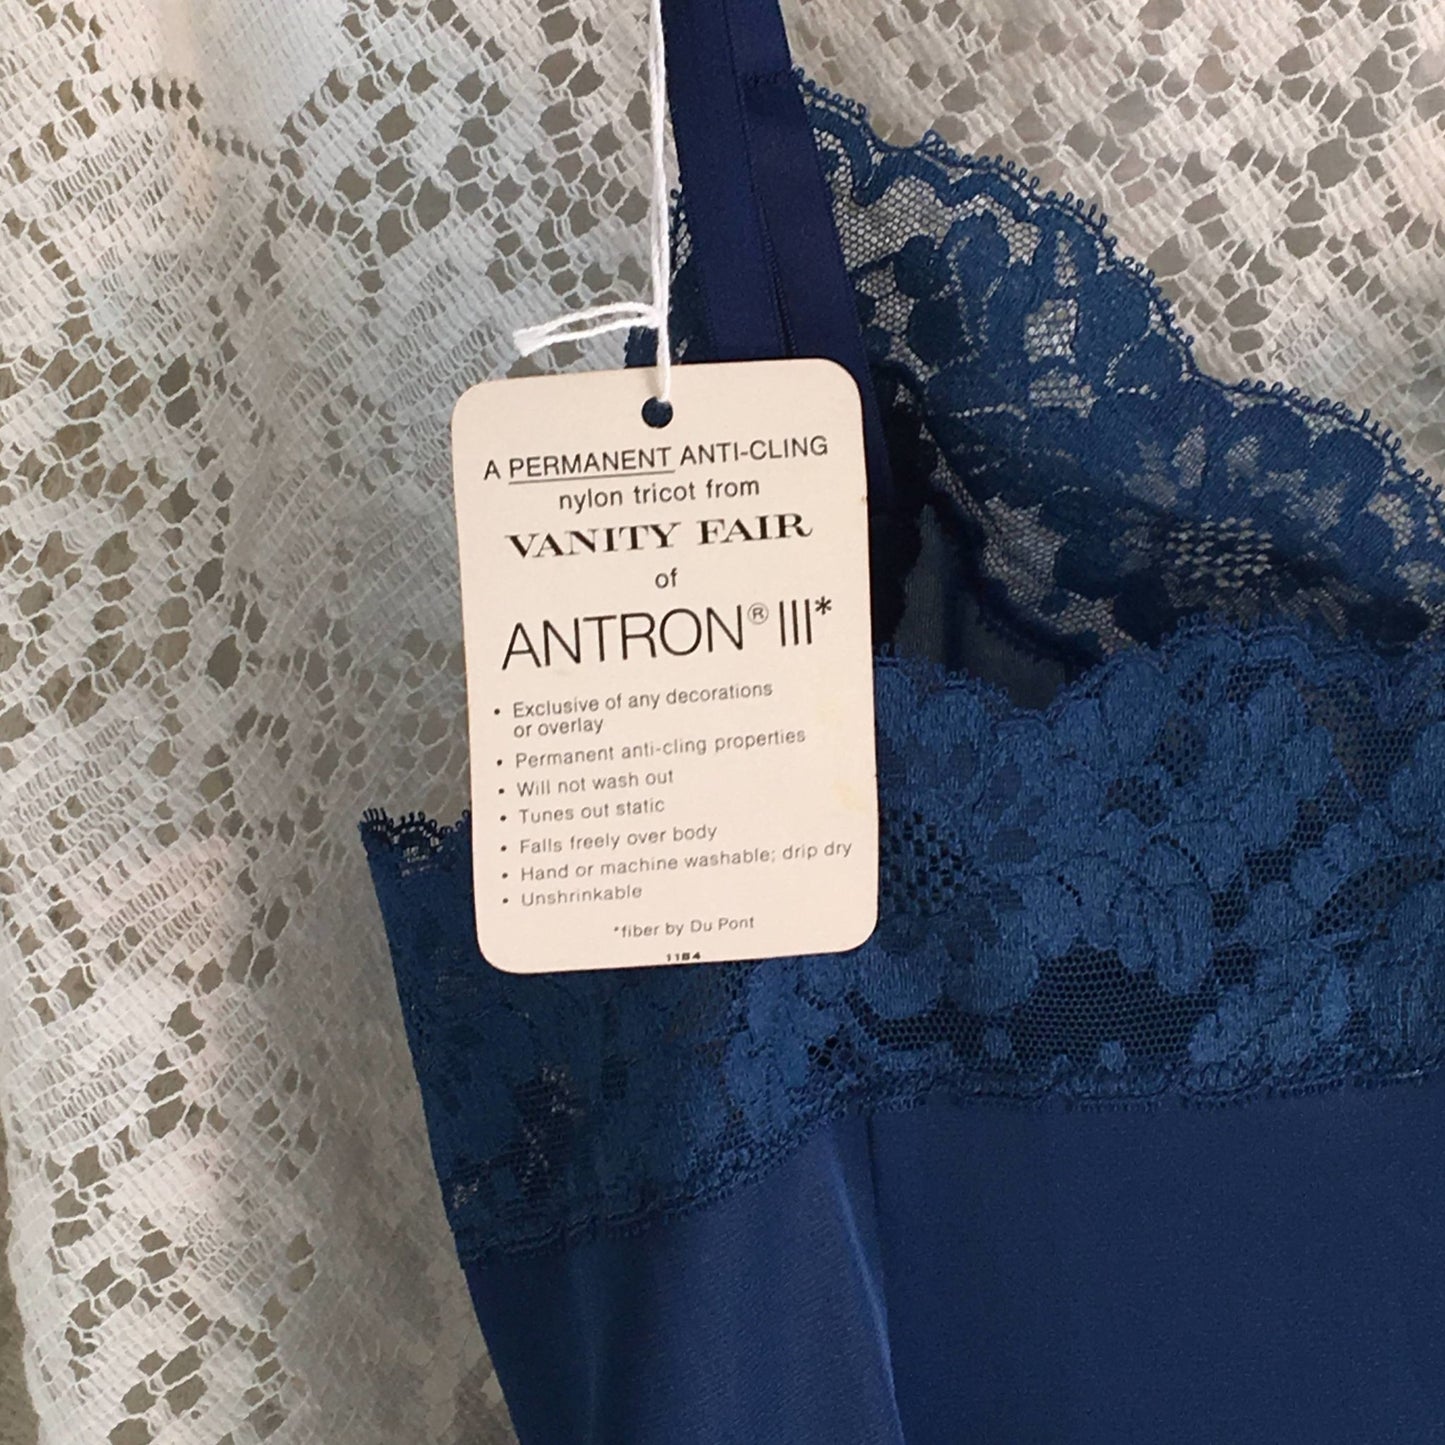 A PERMANENT ANTI-CLING
nylon tricot from
VANITY FAIR
of
ANTRON® III*
• Exclusive of any decorations
or overlay
• Permanent anti-cling properties
• Will not wash out
• Tunes out static
• Falls freely over body
• Hand or machine washable; drip dry
• Unshrinkable
*fiber by Du Pont
1184